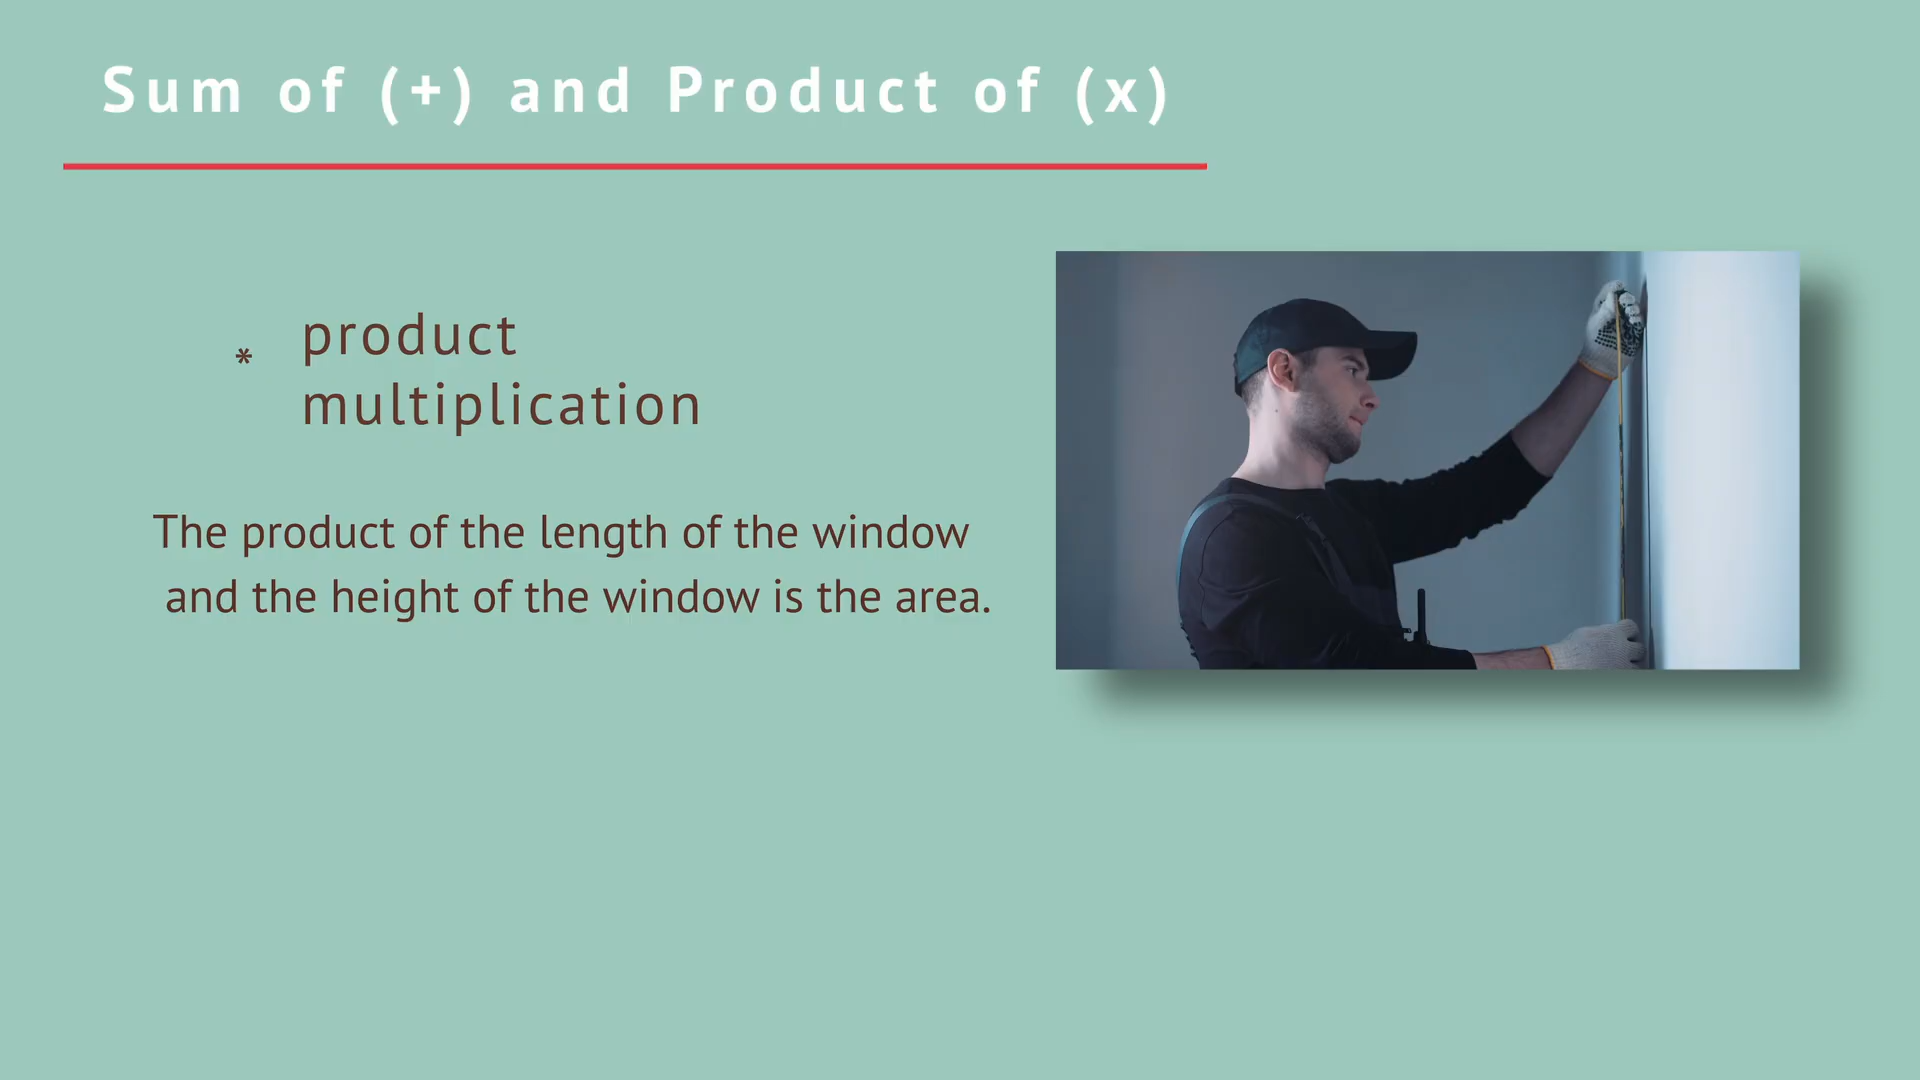 Sum of (+) and Product of (x)
product
*
multiplication
The product of the length of the window
and the height of the window is the area.